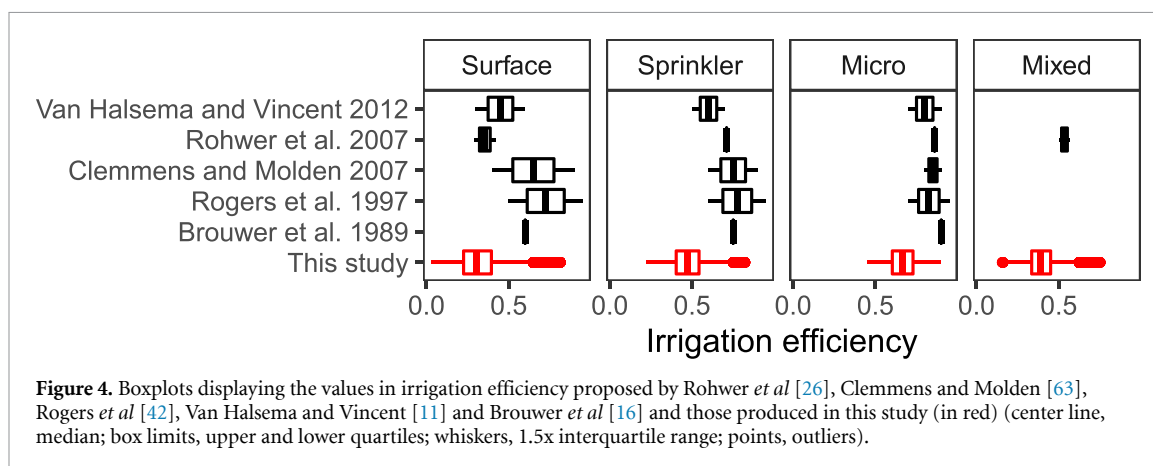 Surface Sprinkler Micro Mixed
Van Halsema and Vincent 2012
Rohwer et al. 2007
Clemmens and Molden 2007
Rogers et al. 1997
Brouwer et al. 1989
This study
0.0 0.5 0.0 0.5 0.0 0.5 0.0 0.5
Irrigation efficiency
Figure 4. Boxplots displaying the values in irrigation efficiency proposed by Rohwer et al [26], Clemmens and Molden [63],
Rogers et al [42], Van Halsema and Vincent [11] and Brouwer et al [16] and those produced in this study (in red) (center line,
median; box limits, upper and lower quartiles; whiskers, 1.5x interquartile range; points, outliers).